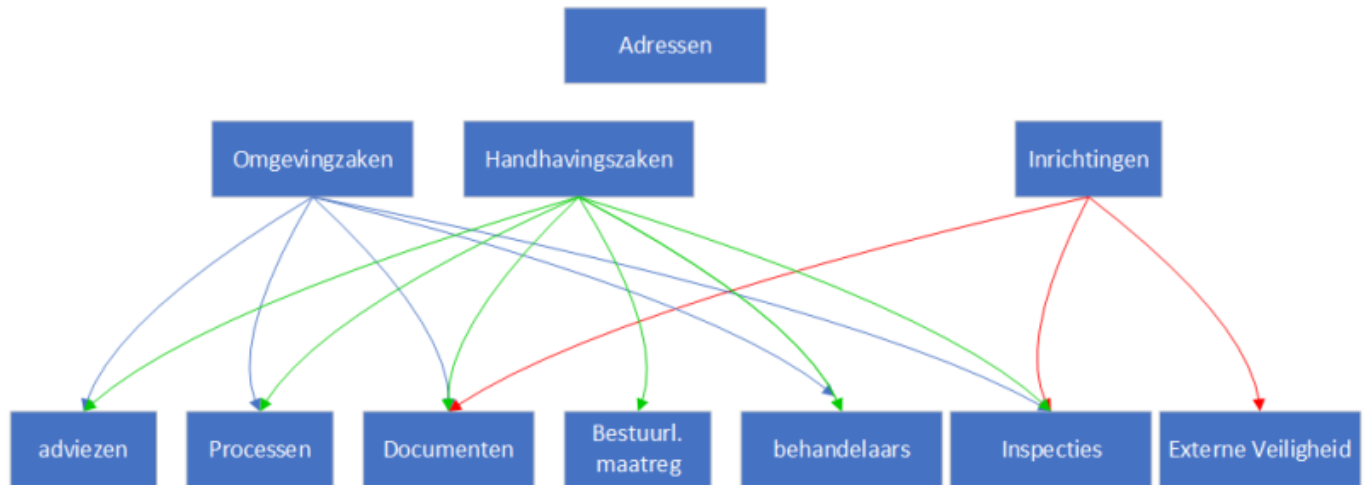 Adressen
Omgevingzaken
Handhavingszaken
Inrichtingen
adviezen
Processen
Documenten
Bestuurl.
maatreg
behandelaars
Inspecties
Externe Veiligheid